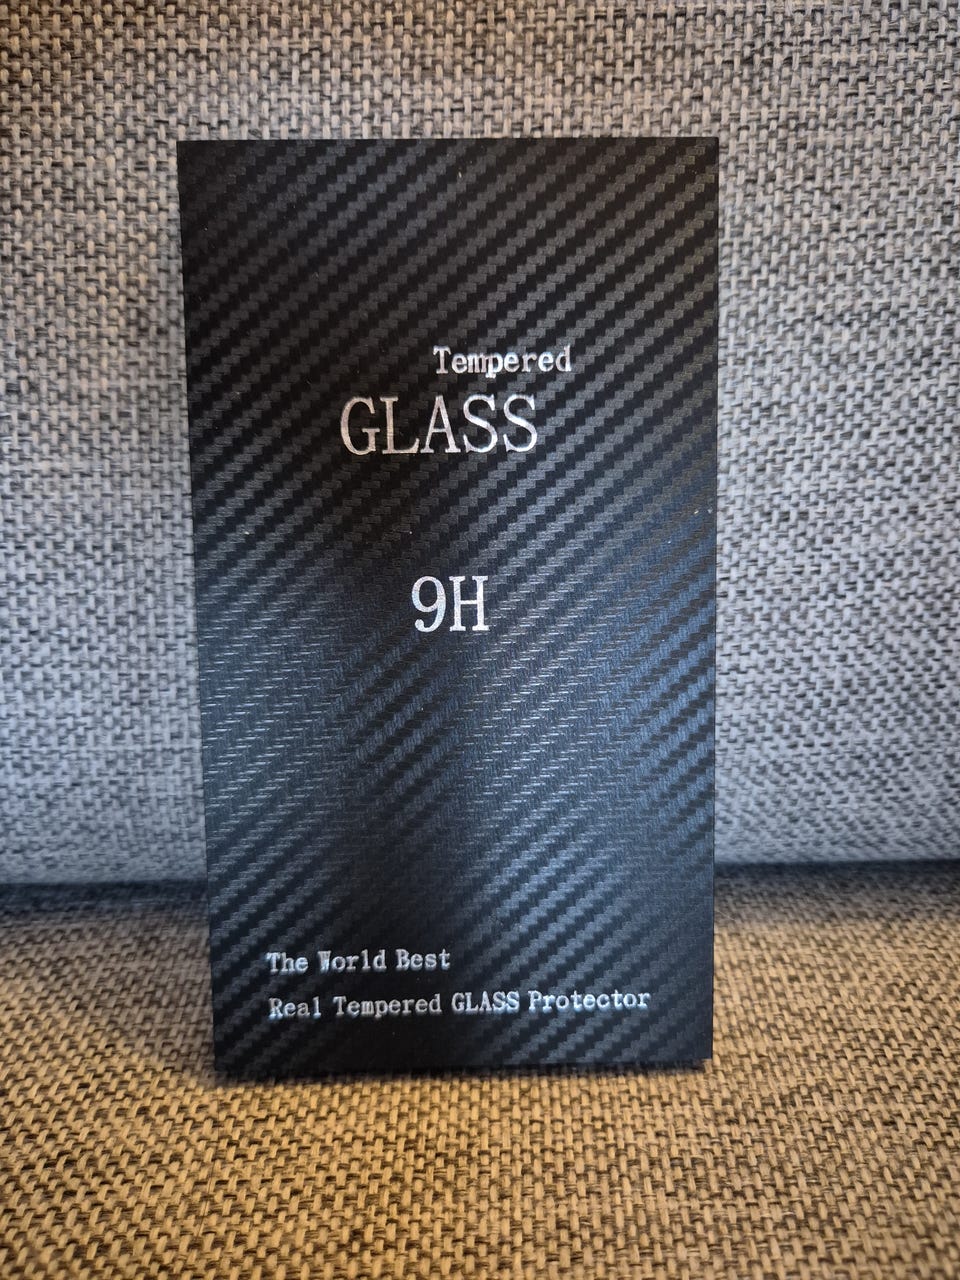 Tempered
GLASS
9H
The World Best
Real Tempered GLASS Protector